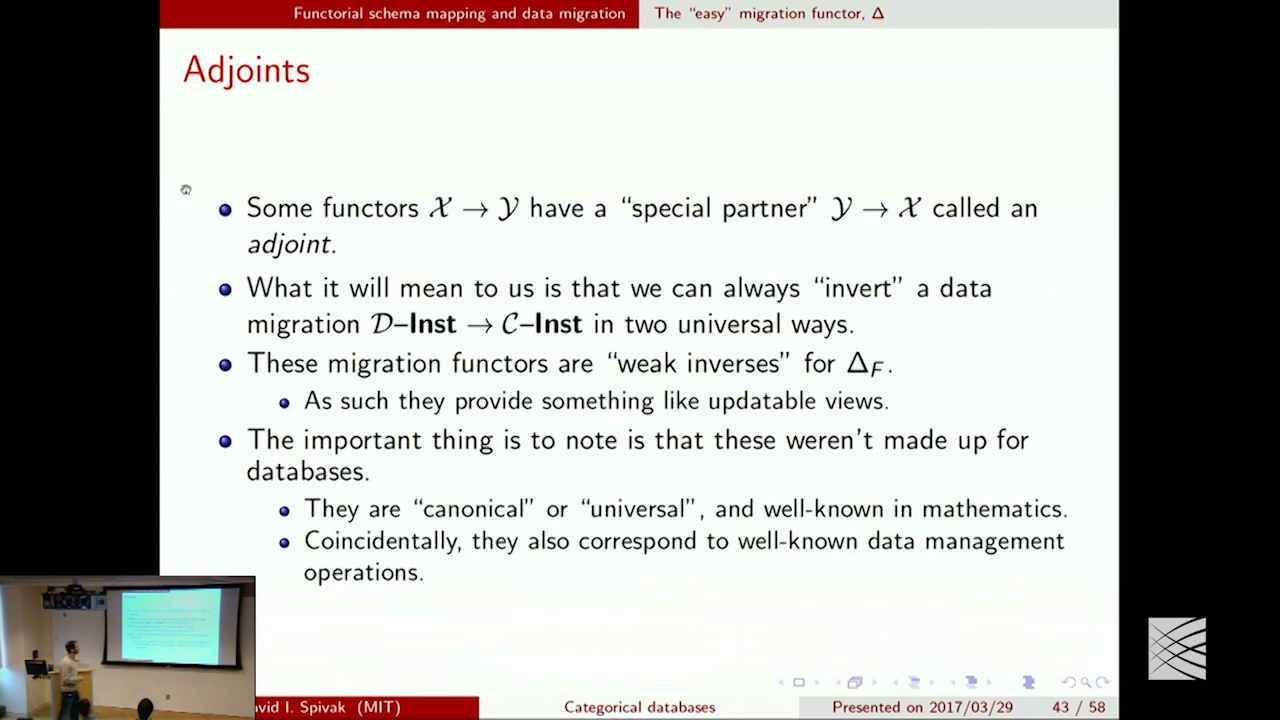 Functorial schema mapping and data migration The “easy” migration functor, Δ
Adjoints
Some functors 𝒳 → 𝒴 have a “special partner” 𝒴 → 𝒳 called an
adjoint.
What it will mean to us is that we can always “invert” a data
migration 𝒟–Inst → 𝒞–Inst in two universal ways.
These migration functors are “weak inverses” for Δ_F.
As such they provide something like updatable views.
The important thing is to note is that these weren't made up for
databases.
They are “canonical” or “universal”, and well-known in mathematics.
Coincidentally, they also correspond to well-known data management
operations.
vid I. Spivak (MIT) Categorical databases Presented on 2017/03/29 43 / 58